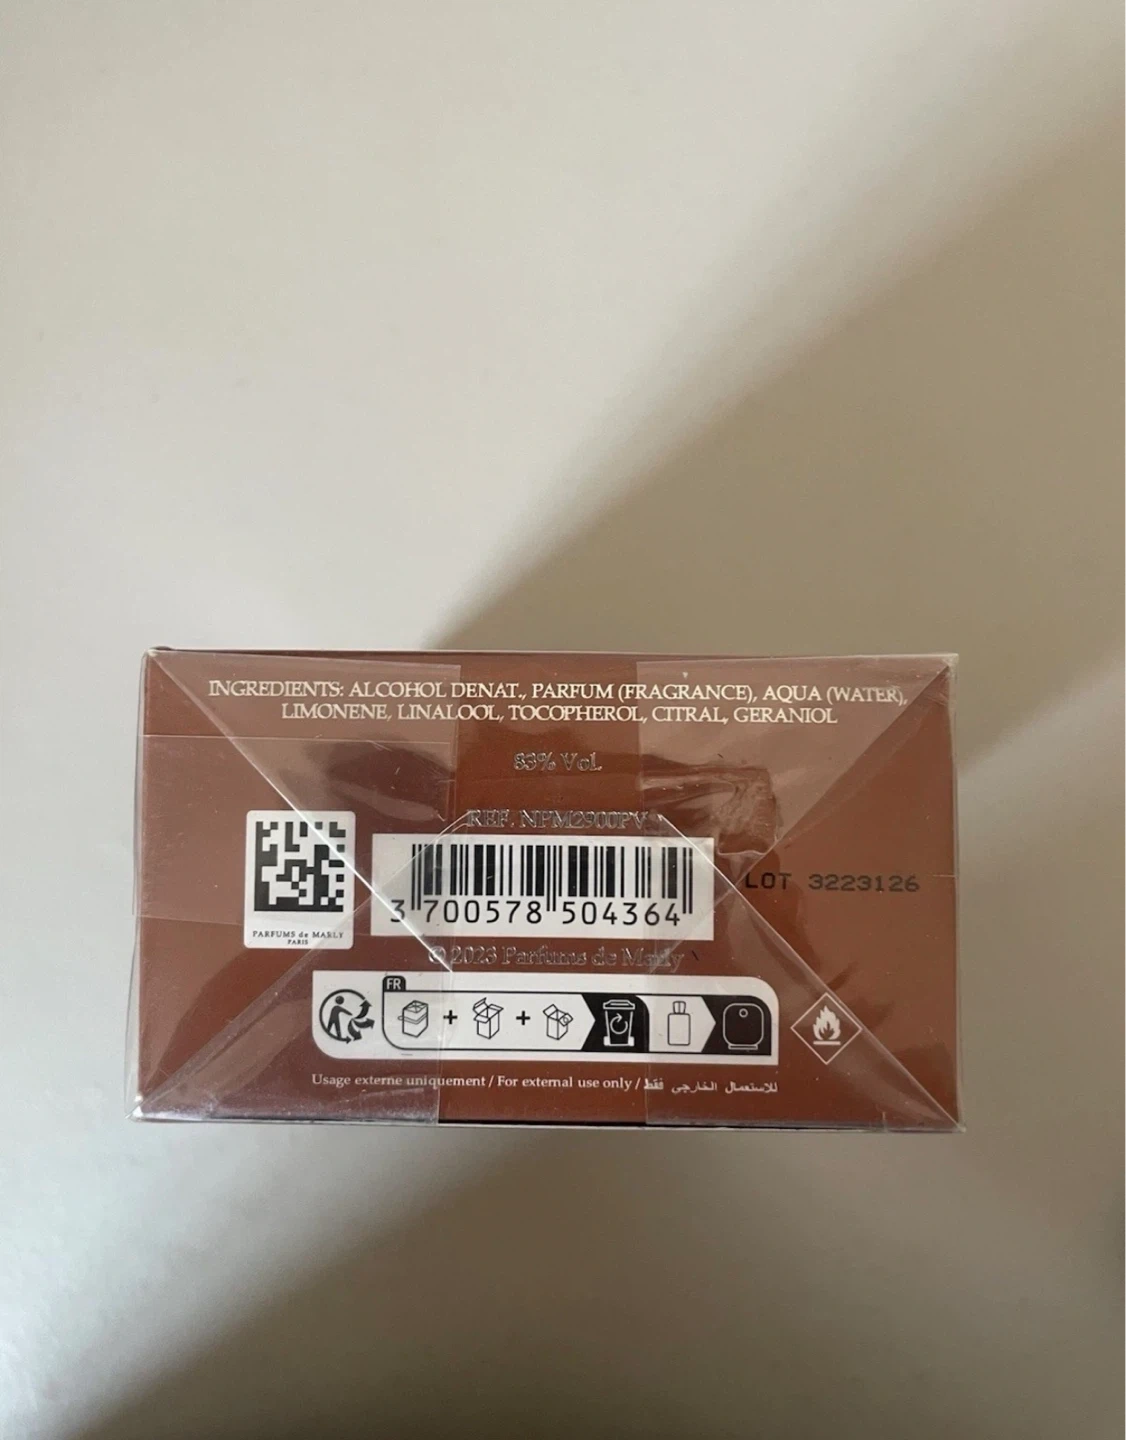 INGREDIENTS: ALCOHOL DENAT., PARFUM (FRAGRANCE), AQUA (WATER),
LIMONENE, LINALOOL, TOCOPHEROL, CITRAL, GERANIOL
83% Vol.
REF. NPM2900PV
3 700578 504364
LOT 3223126
PARFUMS de MARLY
PARIS
© 2023 Parfums de Marly
FR
+ +
Usage externe uniquement / For external use only / للاستعمال الخارجي فقط